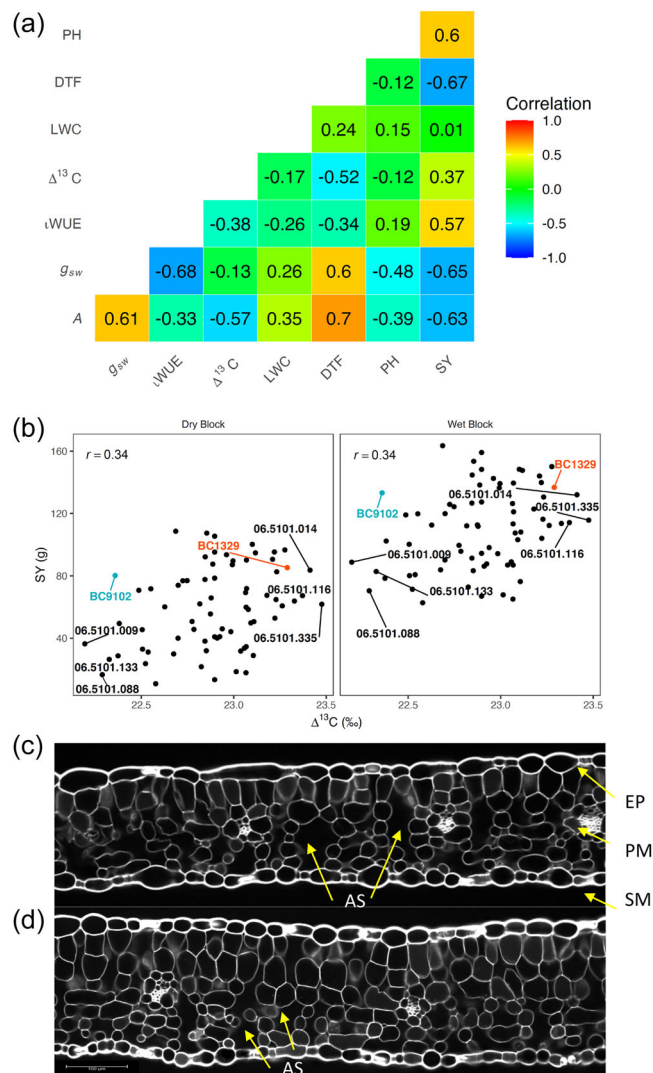 (a)
PH
0.6
DTF
-0.12 -0.67
LWC
0.24 0.15 0.01
Δ¹³C
-0.17 -0.52 -0.12 0.37
ιWUE
-0.38 -0.26 -0.34 0.19 0.57
gsw
-0.68 -0.13 0.26 0.6 -0.48 -0.65
A
0.61 -0.33 -0.57 0.35 0.7 -0.39 -0.63
gsw ιWUE Δ¹³C LWC DTF PH SY
Correlation
1.0
0.5
0.0
-0.5
-1.0
(b)
Dry Block
Wet Block
SY (g)
160
120
80
40
r = 0.34
06.5101.014
BC1329
BC9102
06.5101.116
06.5101.009
06.5101.335
06.5101.133
06.5101.088
22.5 23.0 23.5
r = 0.34
BC1329
06.5101.014
BC9102
06.5101.335
06.5101.009
06.5101.116
06.5101.133
06.5101.088
22.5 23.0 23.5
Δ¹³C (‰)
(c)
EP
PM
AS
SM
(d)
AS
100 μm